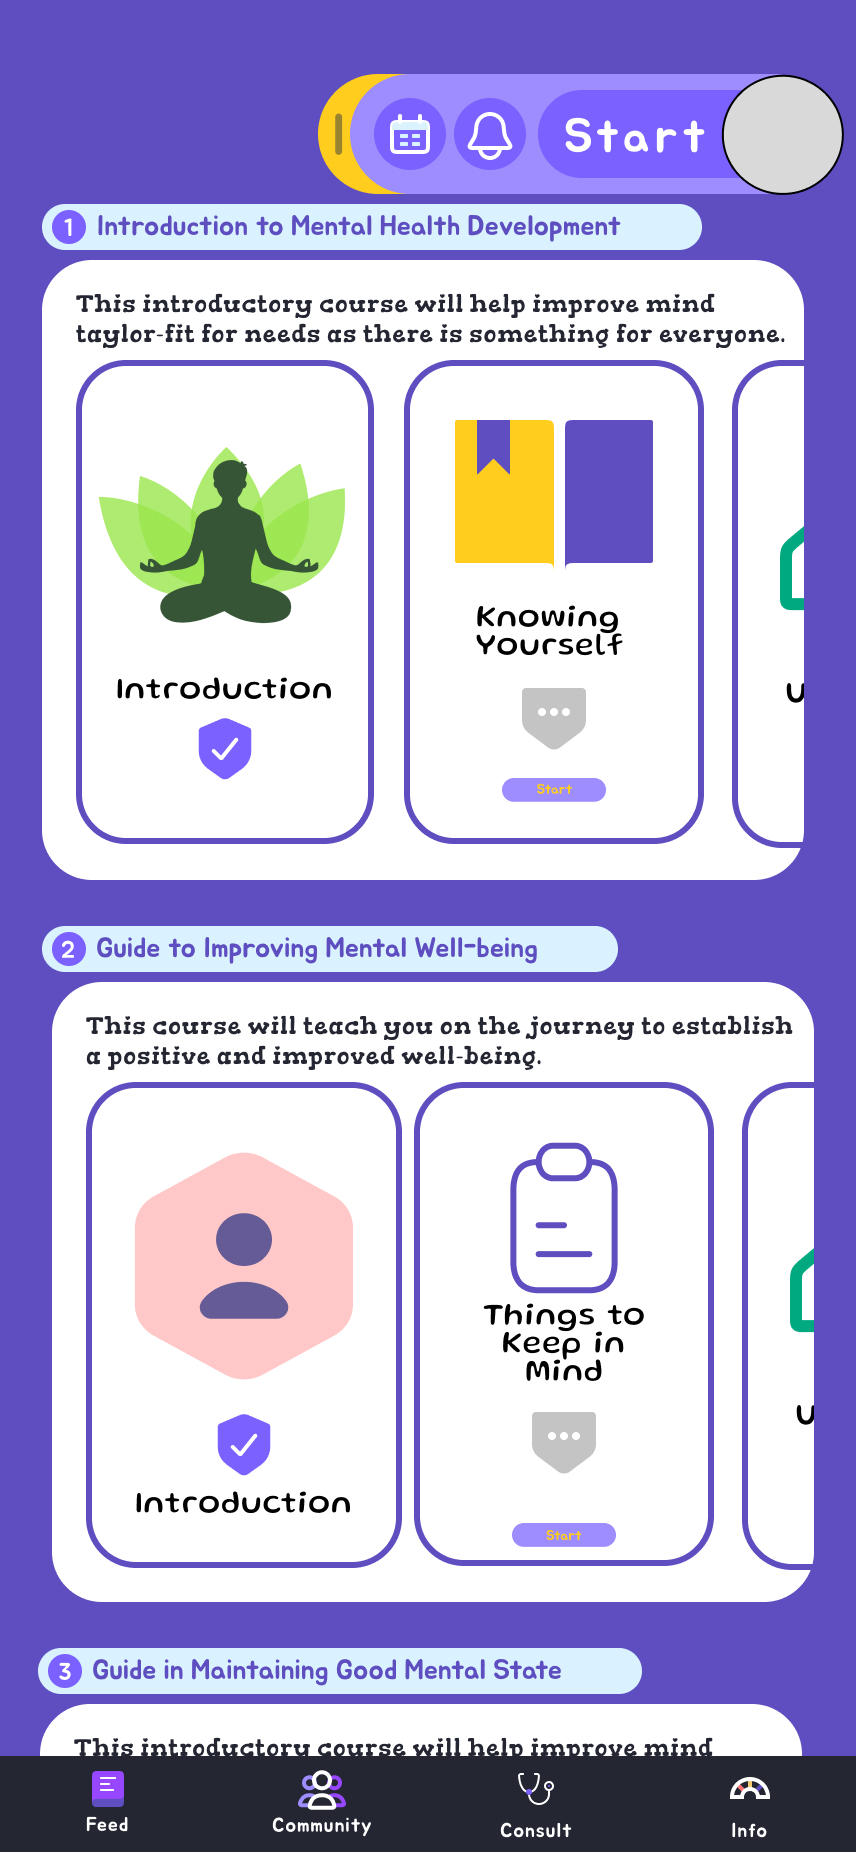 Start
1 Introduction to Mental Health Development
This introductory course will help improve mind
taylor-fit for needs as there is something for everyone.
Introduction
Knowing
Yourself
Start
2 Guide to Improving Mental Well-being
This course will teach you on the journey to establish
a positive and improved well-being.
Introduction
Things to
Keep in
Mind
Start
3 Guide in Maintaining Good Mental State
This introductory course will help improve mind
Feed
Community
Consult
Info